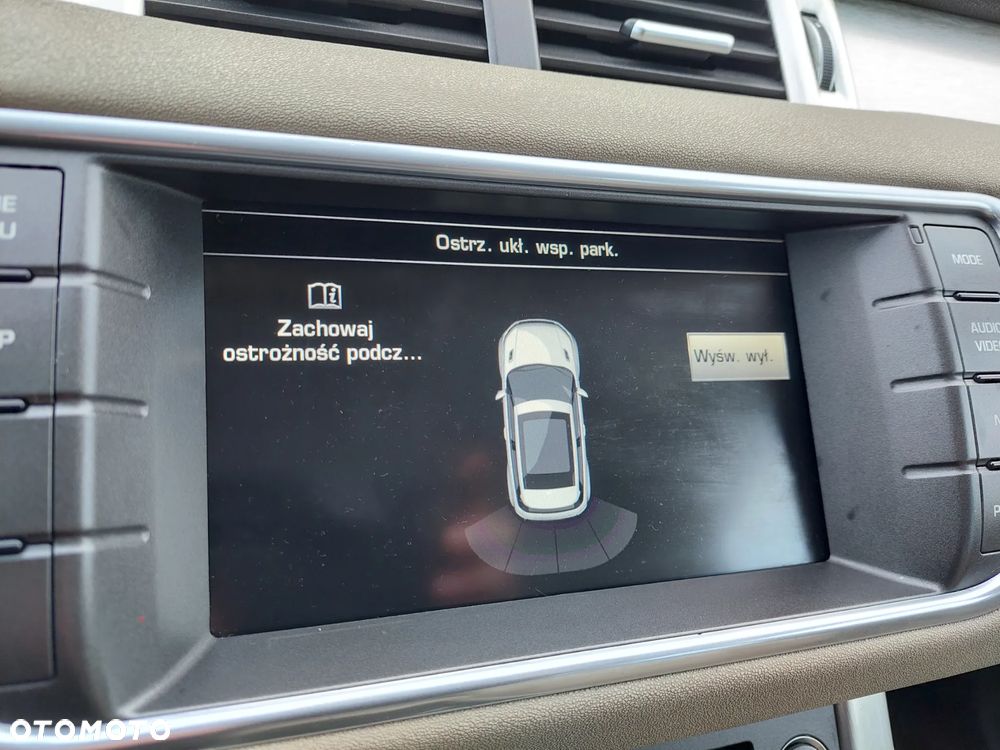 Ostrz. ukł. wsp. park.
Zachowaj
ostrożność podcz...
Wyśw. wył.
MODE
AUDIO
VIDEO
OTOMOTO